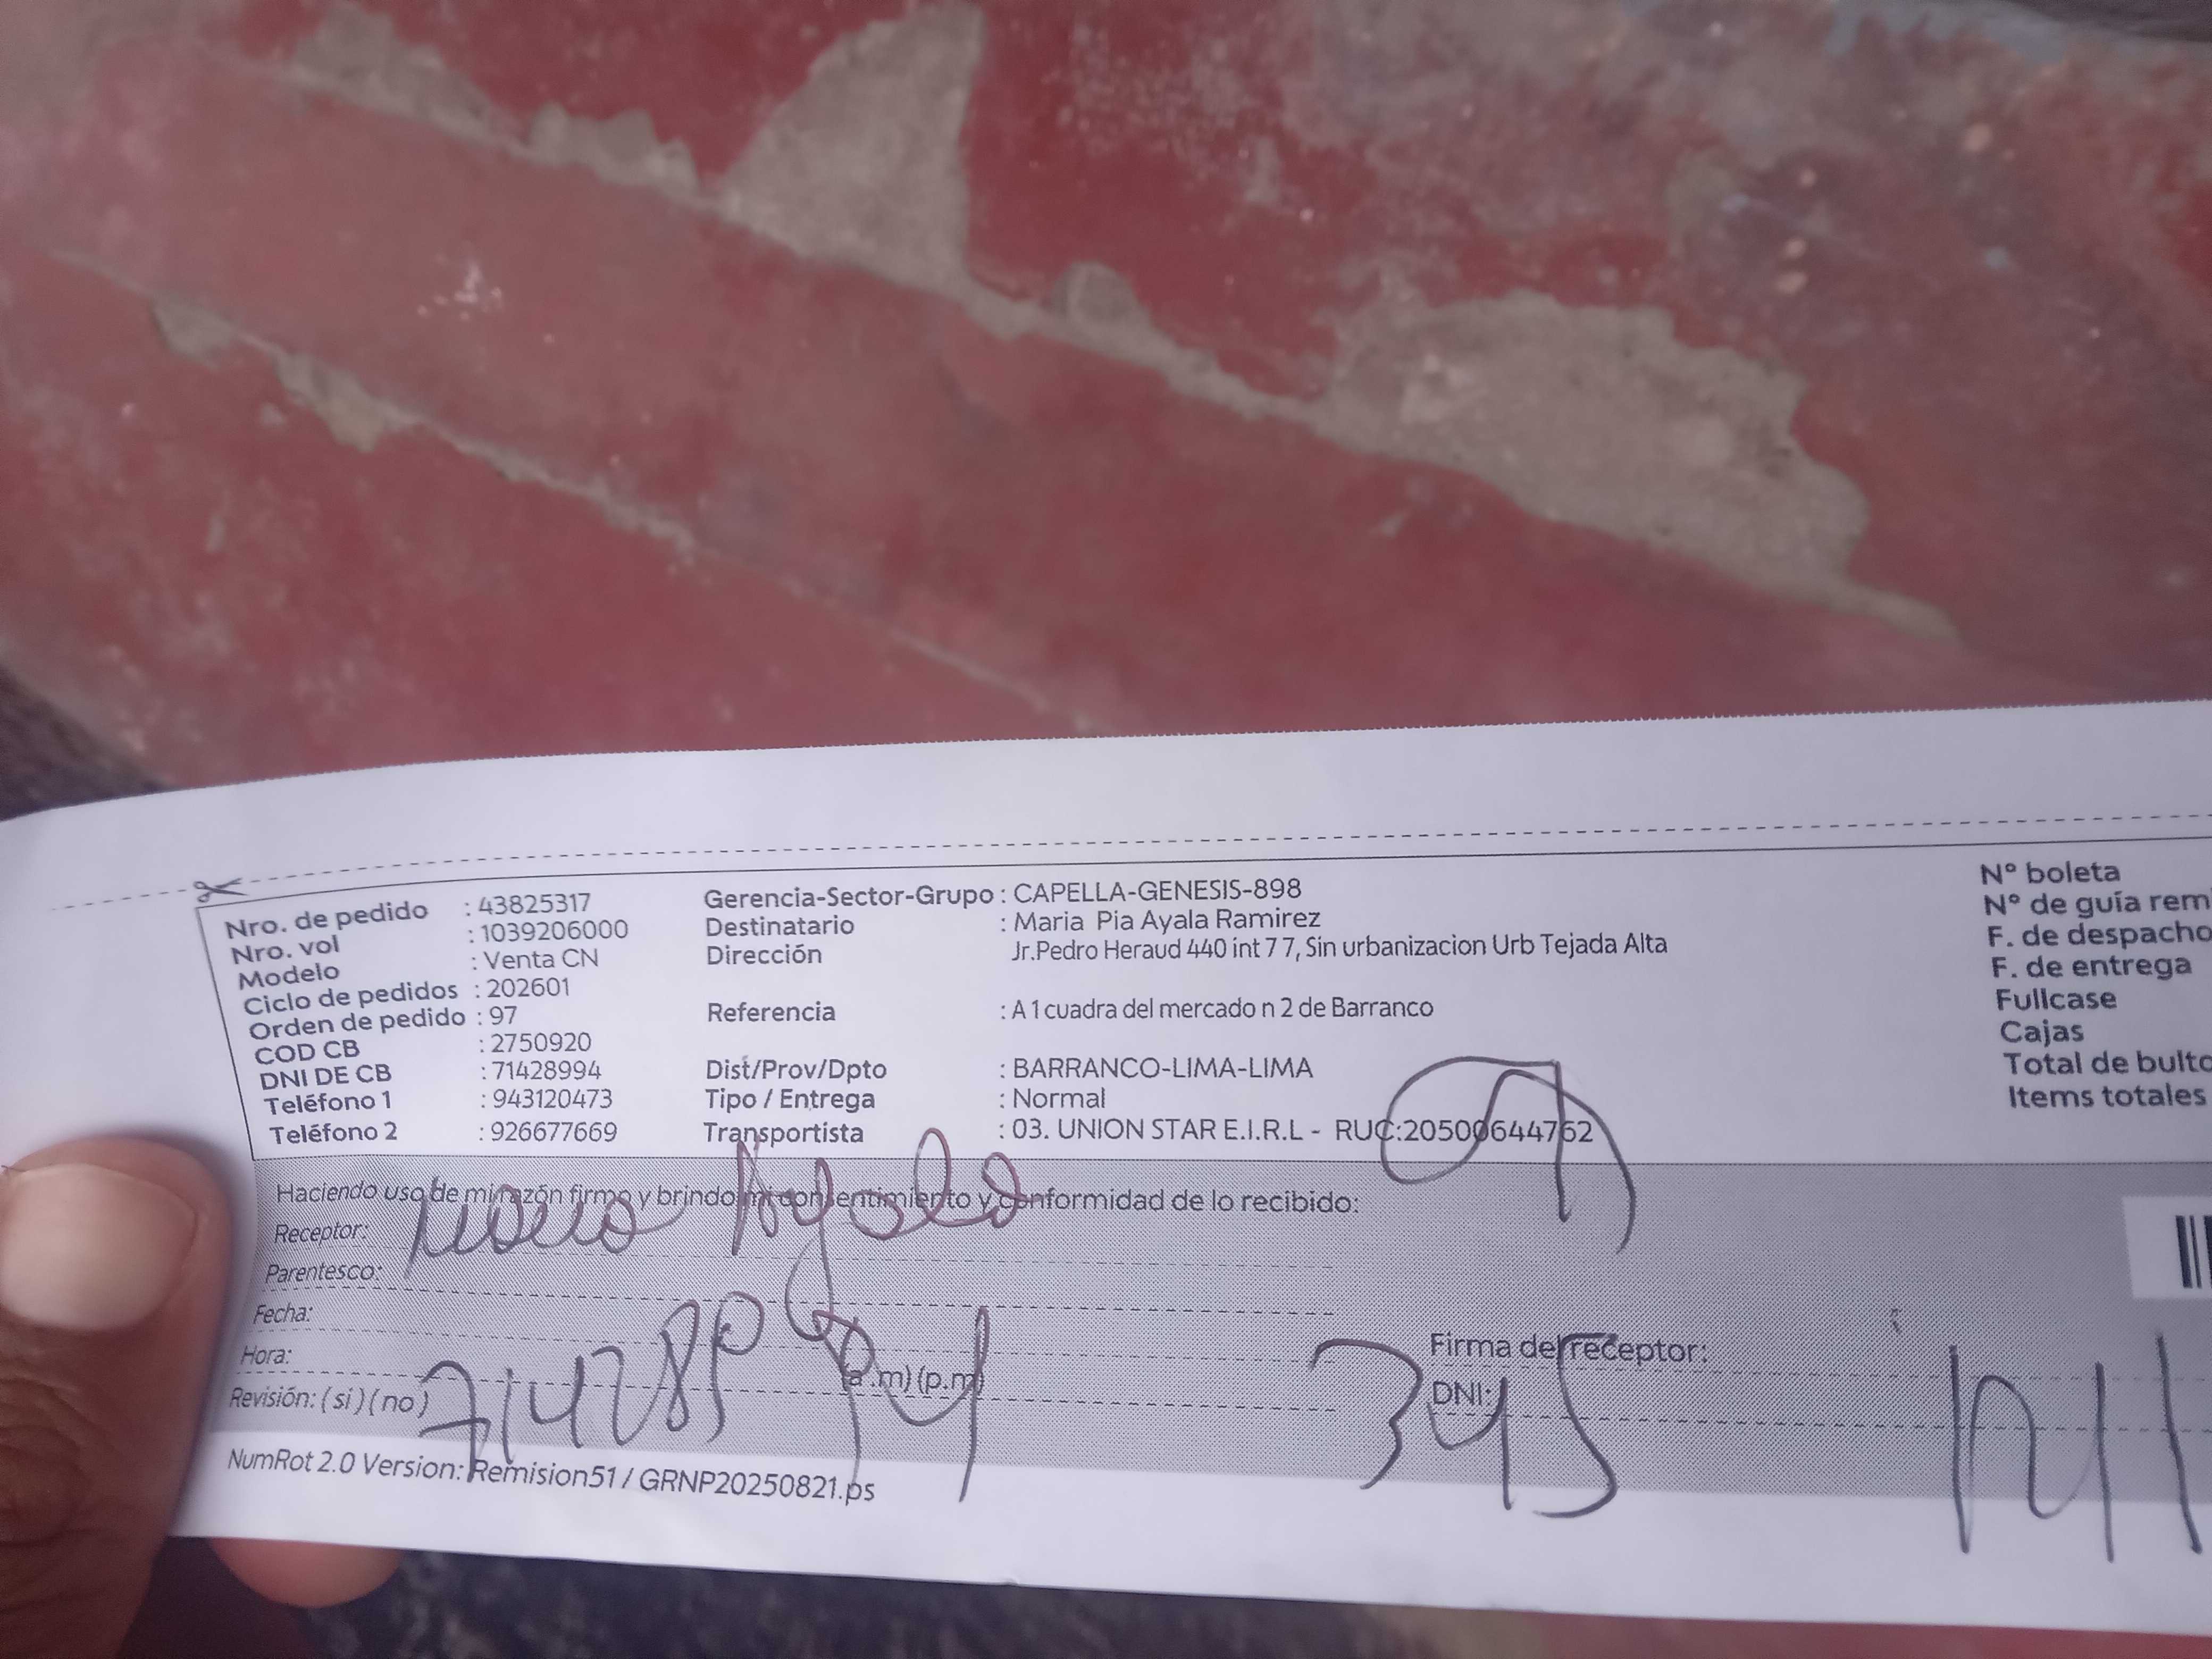 Nro. de pedido : 43825317
Nro. vol : 1039206000
Modelo : Venta CN
Ciclo de pedidos : 202601
Orden de pedido : 97
COD CB : 2750920
DNI DE CB : 71428994
Teléfono 1 : 943120473
Teléfono 2 : 926677669
Gerencia-Sector-Grupo : CAPELLA-GENESIS-898
Destinatario : Maria Pia Ayala Ramirez
Dirección Jr.Pedro Heraud 440 int 7 7, Sin urbanizacion Urb Tejada Alta
Referencia : A 1 cuadra del mercado n 2 de Barranco
Dist/Prov/Dpto : BARRANCO-LIMA-LIMA
Tipo / Entrega : Normal
Transportista : 03. UNION STAR E.I.R.L - RUC:20500644762
N° boleta
N° de guía rem
F. de despacho
F. de entrega
Fullcase
Cajas
Total de bulto
Items totales
Haciendo uso de mi razón firmo y brindo mi consentimiento y conformidad de lo recibido:
Receptor: Maria Ayala
Parentesco:
Fecha:
Hora: (a.m) (p.m)
Revisión: (si) (no)
Firma del receptor:
DNI:
345
NumRot 2.0 Version: Remision51 / GRNP20250821.ps